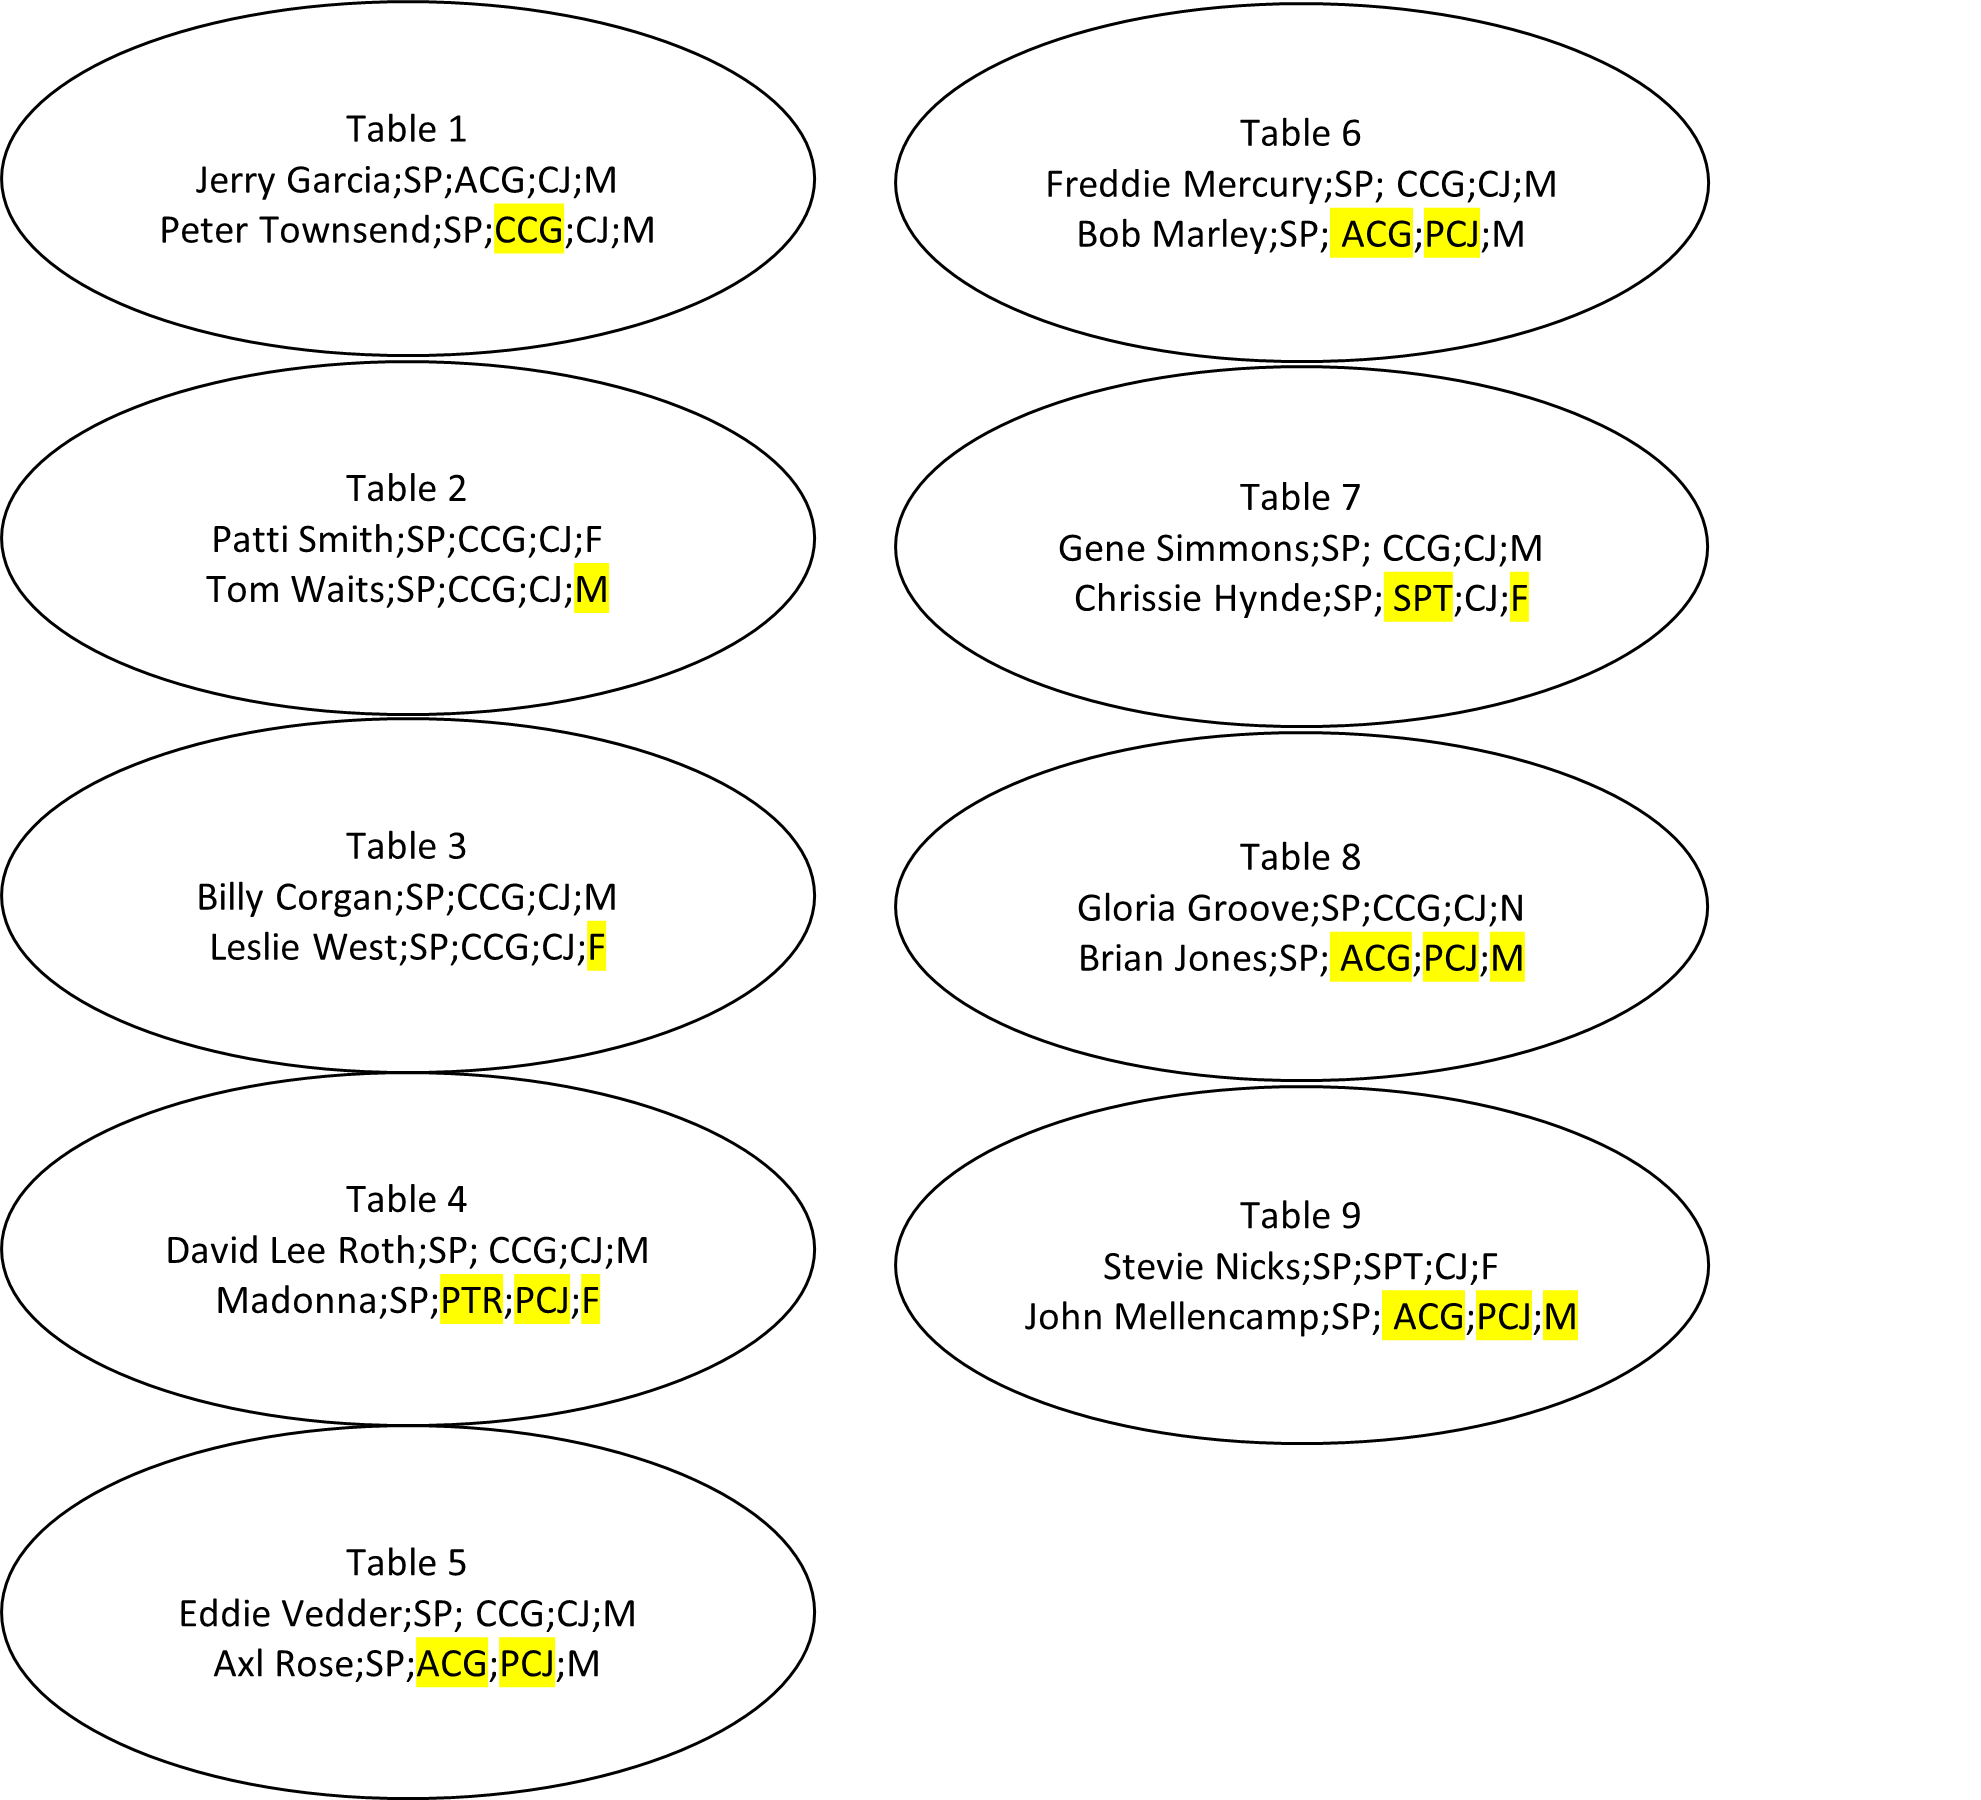 Table 1
Jerry Garcia;SP;ACG;CJ;M
Peter Townsend;SP;CCG;CJ;M
Table 2
Patti Smith;SP;CCG;CJ;F
Tom Waits;SP;CCG;CJ;M
Table 3
Billy Corgan;SP;CCG;CJ;M
Leslie West;SP;CCG;CJ;F
Table 4
David Lee Roth;SP; CCG;CJ;M
Madonna;SP;PTR;PCJ;F
Table 5
Eddie Vedder;SP; CCG;CJ;M
Axl Rose;SP;ACG;PCJ;M
Table 6
Freddie Mercury;SP; CCG;CJ;M
Bob Marley;SP; ACG;PCJ;M
Table 7
Gene Simmons;SP; CCG;CJ;M
Chrissie Hynde;SP; SPT;CJ;F
Table 8
Gloria Groove;SP;CCG;CJ;N
Brian Jones;SP; ACG;PCJ;M
Table 9
Stevie Nicks;SP;SPT;CJ;F
John Mellencamp;SP; ACG;PCJ;M